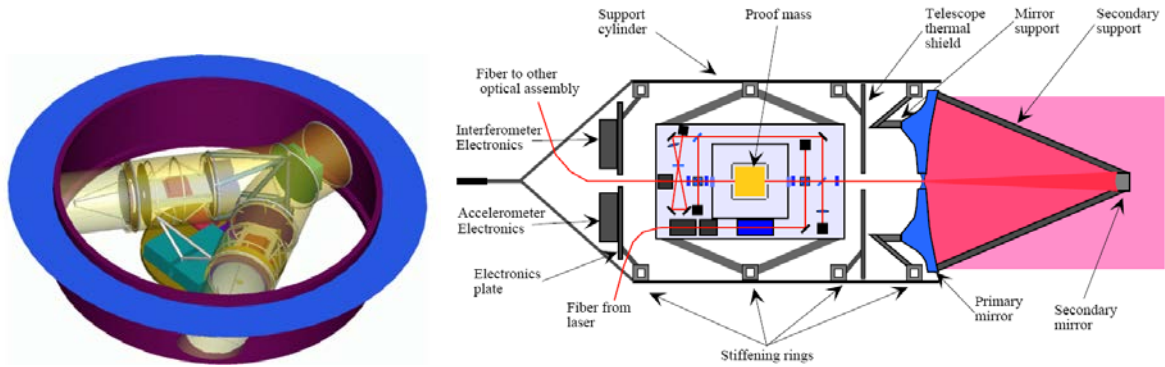 Support
cylinder
Proof mass
Telescope
thermal
shield
Mirror
support
Secondary
support
Fiber to other
optical assembly
Interferometer
Electronics
Accelerometer
Electronics
Electronics
plate
Fiber from
laser
Stiffening rings
Primary
mirror
Secondary
mirror